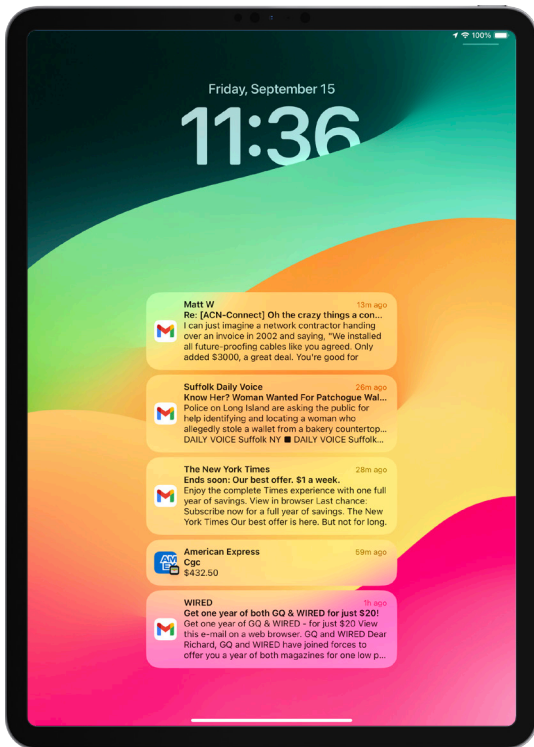 100%
Friday, September 15
11:36
Matt W 13m ago
Re: [ACN-Connect] Oh the crazy things a con...
I can just imagine a network contractor handing
over an invoice in 2002 and saying, "We installed
all future-proofing cables like you agreed. Only
added $3000, a great deal. You're good for
Suffolk Daily Voice 26m ago
Know Her? Woman Wanted For Patchogue Wal...
Police on Long Island are asking the public for
help identifying and locating a woman who
allegedly stole a wallet from a bakery countertop...
DAILY VOICE Suffolk NY ■ DAILY VOICE Suffolk...
The New York Times 28m ago
Ends soon: Our best offer. $1 a week.
Enjoy the complete Times experience with one full
year of savings. View in browser Last chance:
Subscribe now for a full year of savings. The New
York Times Our best offer is here. But not for long.
AM
EX
American Express 59m ago
Cgc
$432.50
WIRED 1h ago
Get one year of both GQ & WIRED for just $20!
Get one year of GQ & WIRED - for just $20 View
this e-mail on a web browser. GQ and WIRED Dear
Richard, GQ and WIRED have joined forces to
offer you a year of both magazines for one low p...